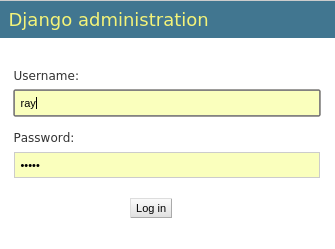 Django administration
Username:
ray
Password:
•••••
Log in